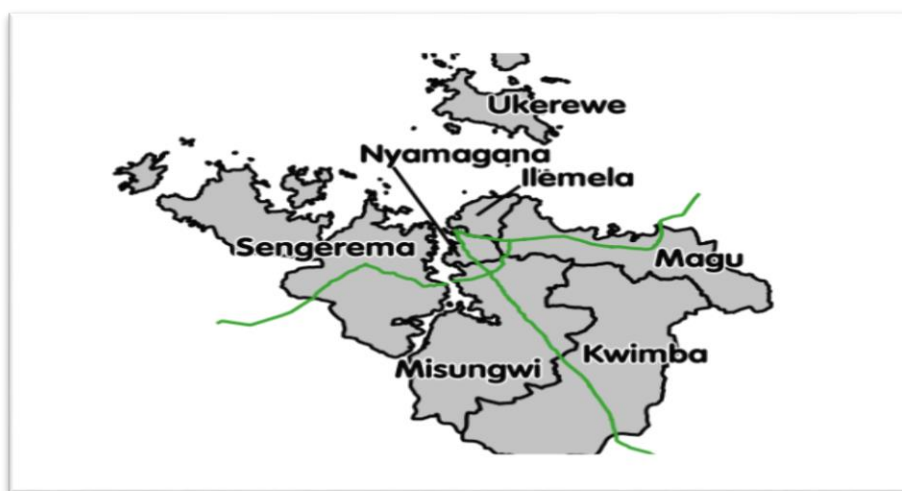 Ukerewe
Nyamagana
Ilemela
Sengerema
Magu
Kwimba
Misungwi